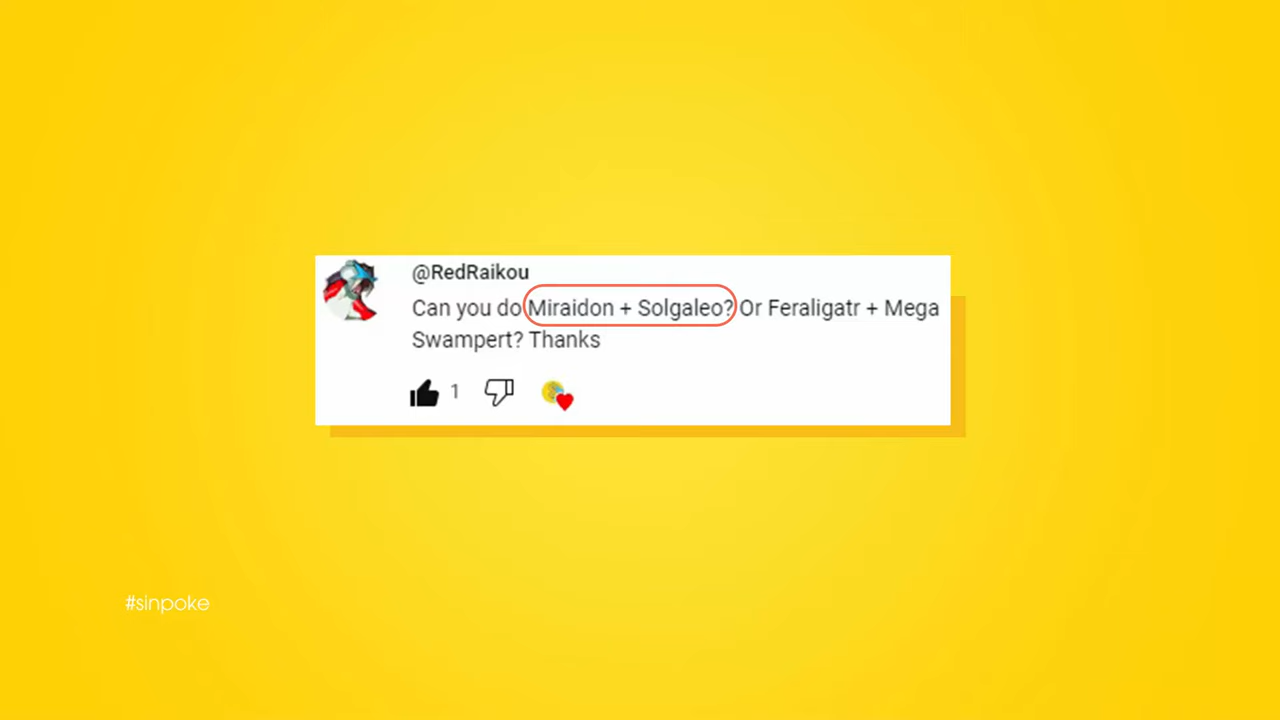 @RedRaikou
Can you do Miraidon + Solgaleo? Or Feraligatr + Mega
Swampert? Thanks
1
#sinpoke